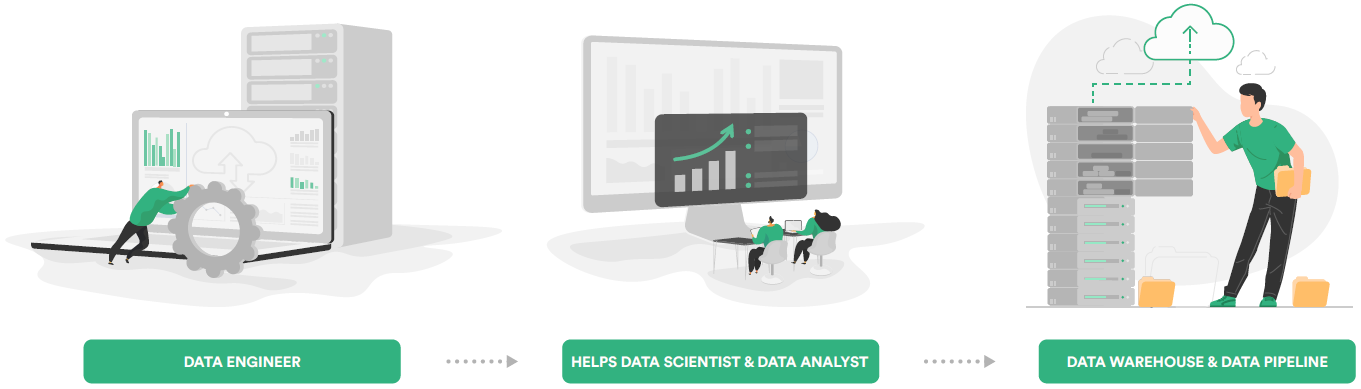 DATA ENGINEER
HELPS DATA SCIENTIST & DATA ANALYST
DATA WAREHOUSE & DATA PIPELINE